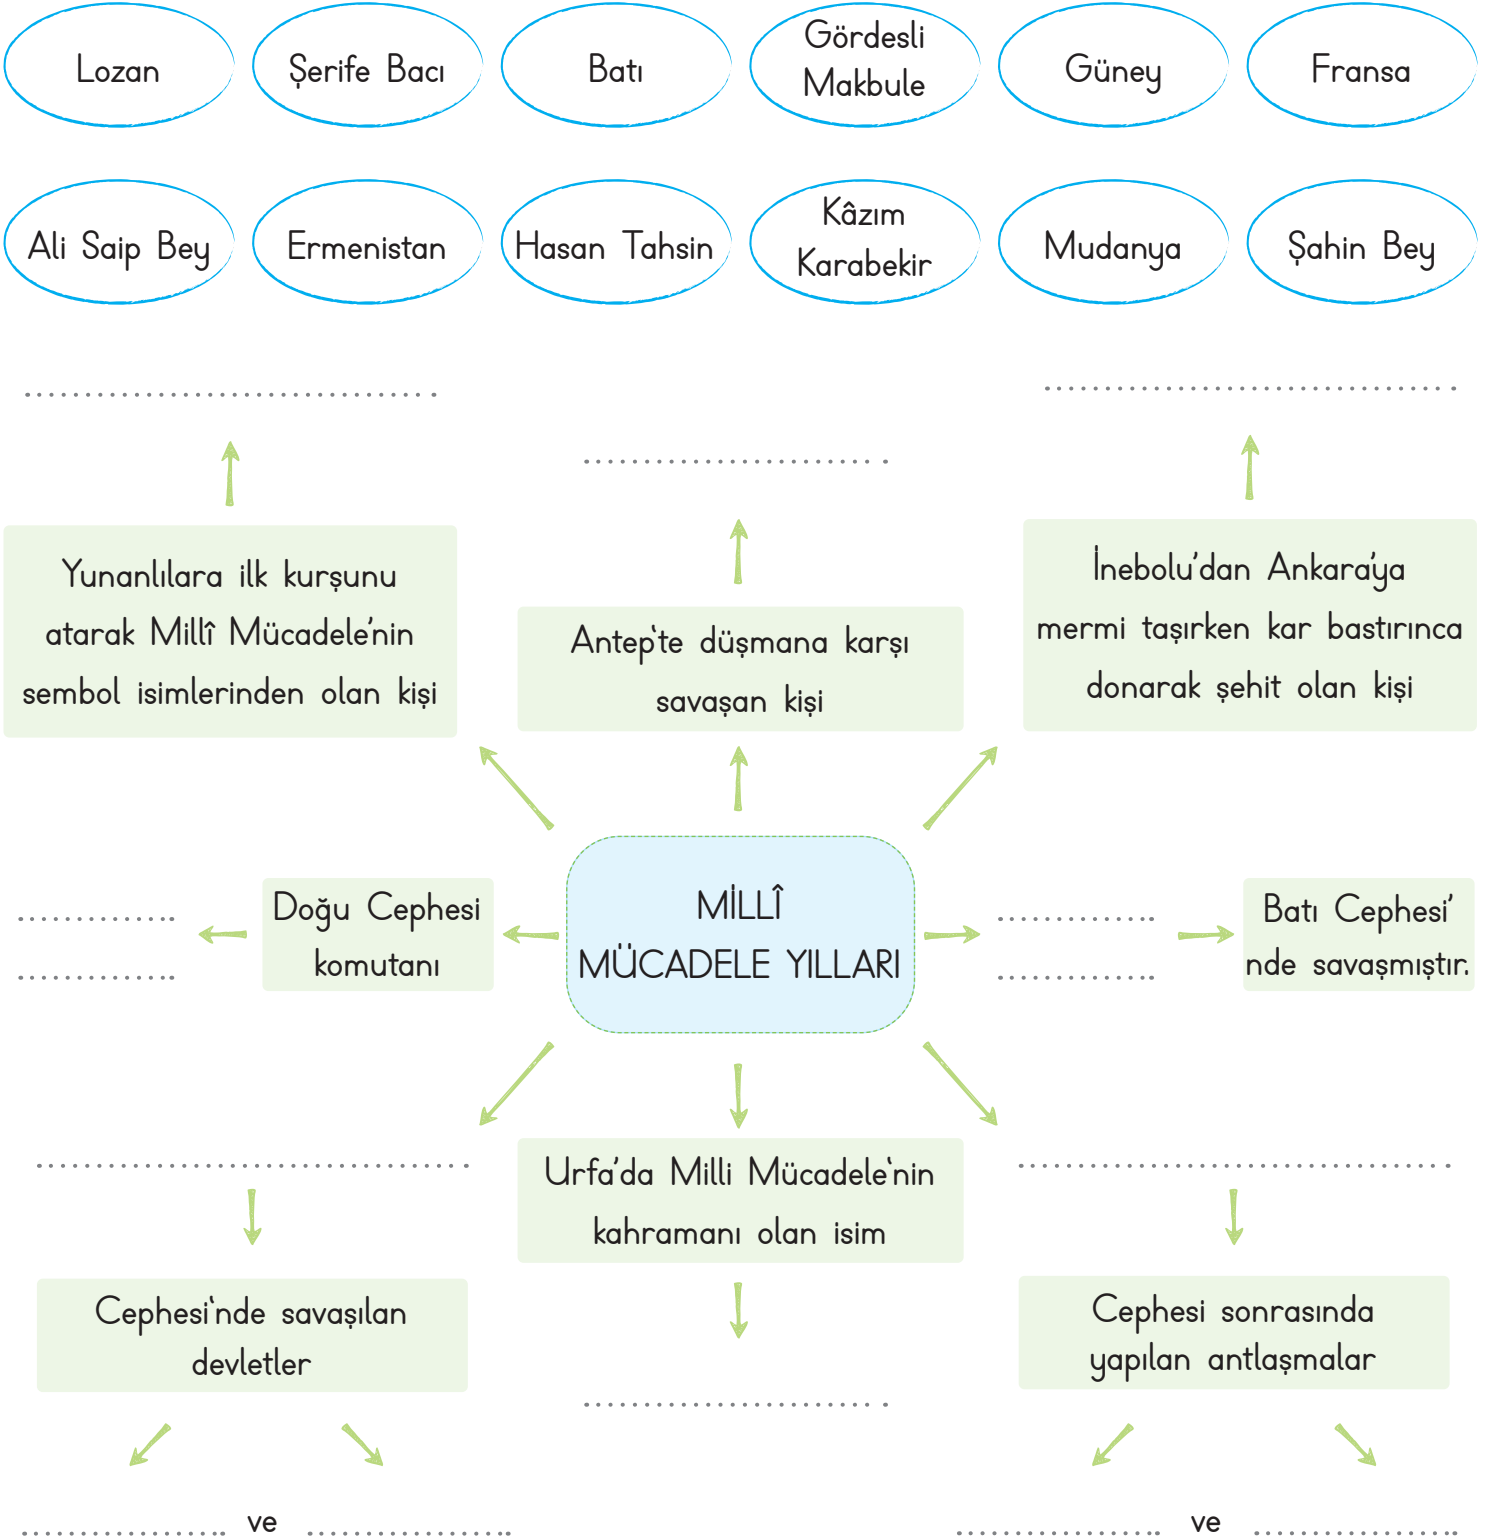 Lozan
Şerife Bacı
Batı
Gördesli
Makbule
Güney
Fransa
Ali Saip Bey
Ermenistan
Hasan Tahsin
Kâzım
Karabekir
Mudanya
Şahin Bey
Yunanlılara ilk kurşunu
atarak Millî Mücadele'nin
sembol isimlerinden olan kişi
Antep'te düşmana karşı
savaşan kişi
İnebolu'dan Ankara'ya
mermi taşırken kar bastırınca
donarak şehit olan kişi
Doğu Cephesi
komutanı
MİLLÎ
MÜCADELE YILLARI
Batı Cephesi'
nde savaşmıştır.
Urfa'da Milli Mücadele'nin
kahramanı olan isim
Cephesi'nde savaşılan
devletler
Cephesi sonrasında
yapılan antlaşmalar
ve
ve